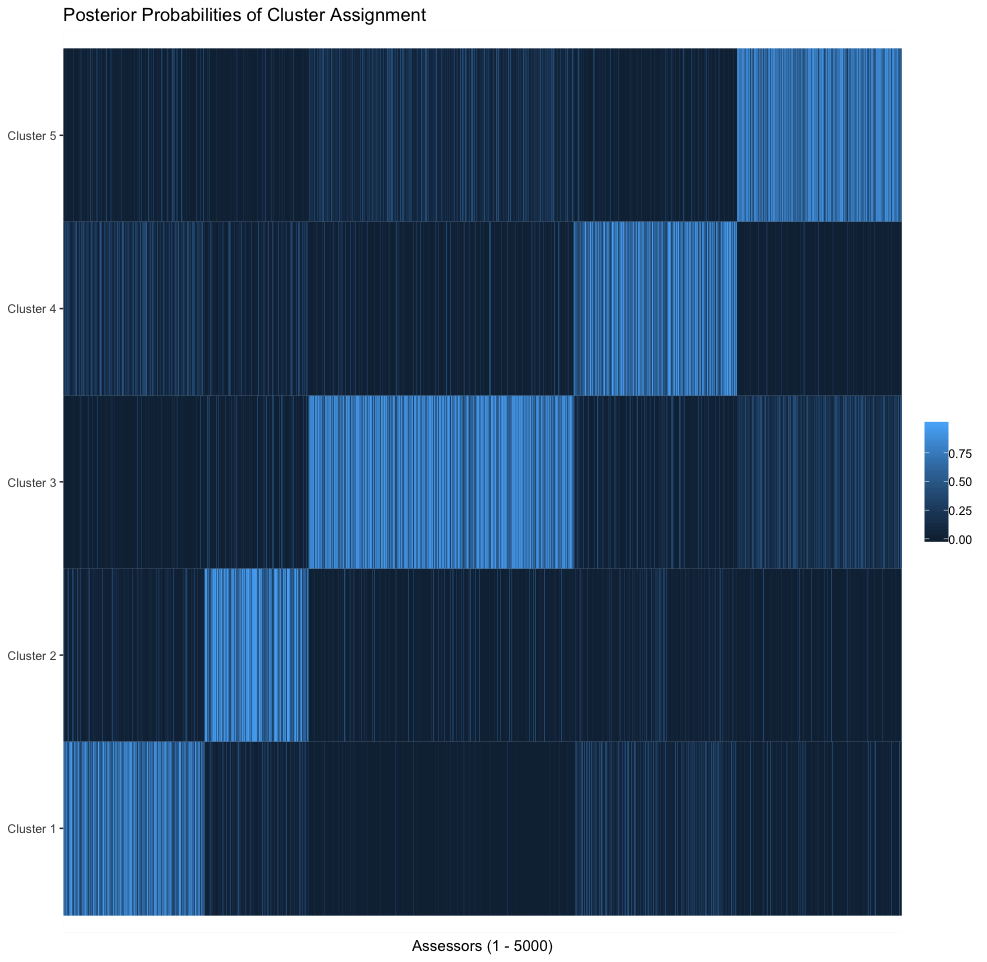 Posterior Probabilities of Cluster Assignment
Cluster 5
Cluster 4
Cluster 3
Cluster 2
Cluster 1
0.75
0.50
0.25
0.00
Assessors (1 - 5000)